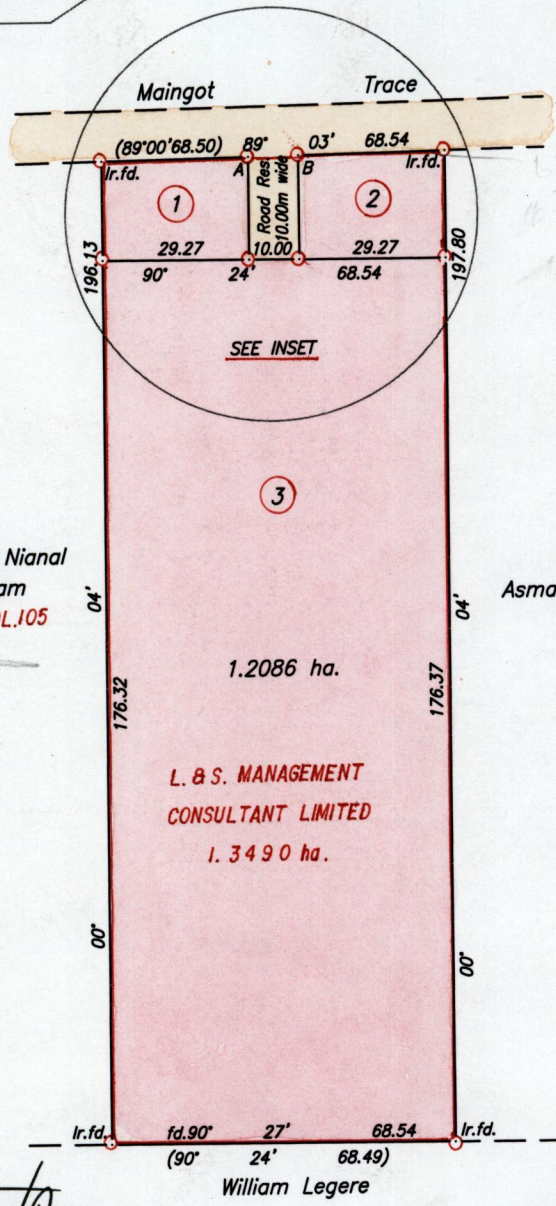 Maingot Trace
(89°00'68.50) 89° 03' 68.54
Ir.fd. A B Ir.fd.
1
Road Res
10.00m wide
2
29.27 10.00 29.27
90° 24' 68.54
196.13
197.80
SEE INSET
3
Nianal
04'
04'
1.2086 ha.
176.32
176.37
L. & S. MANAGEMENT
CONSULTANT LIMITED
1.3490 ha.
00°
00°
Ir.fd. fd.90° 27' 68.54 Ir.fd.
(90° 24' 68.49)
William Legere